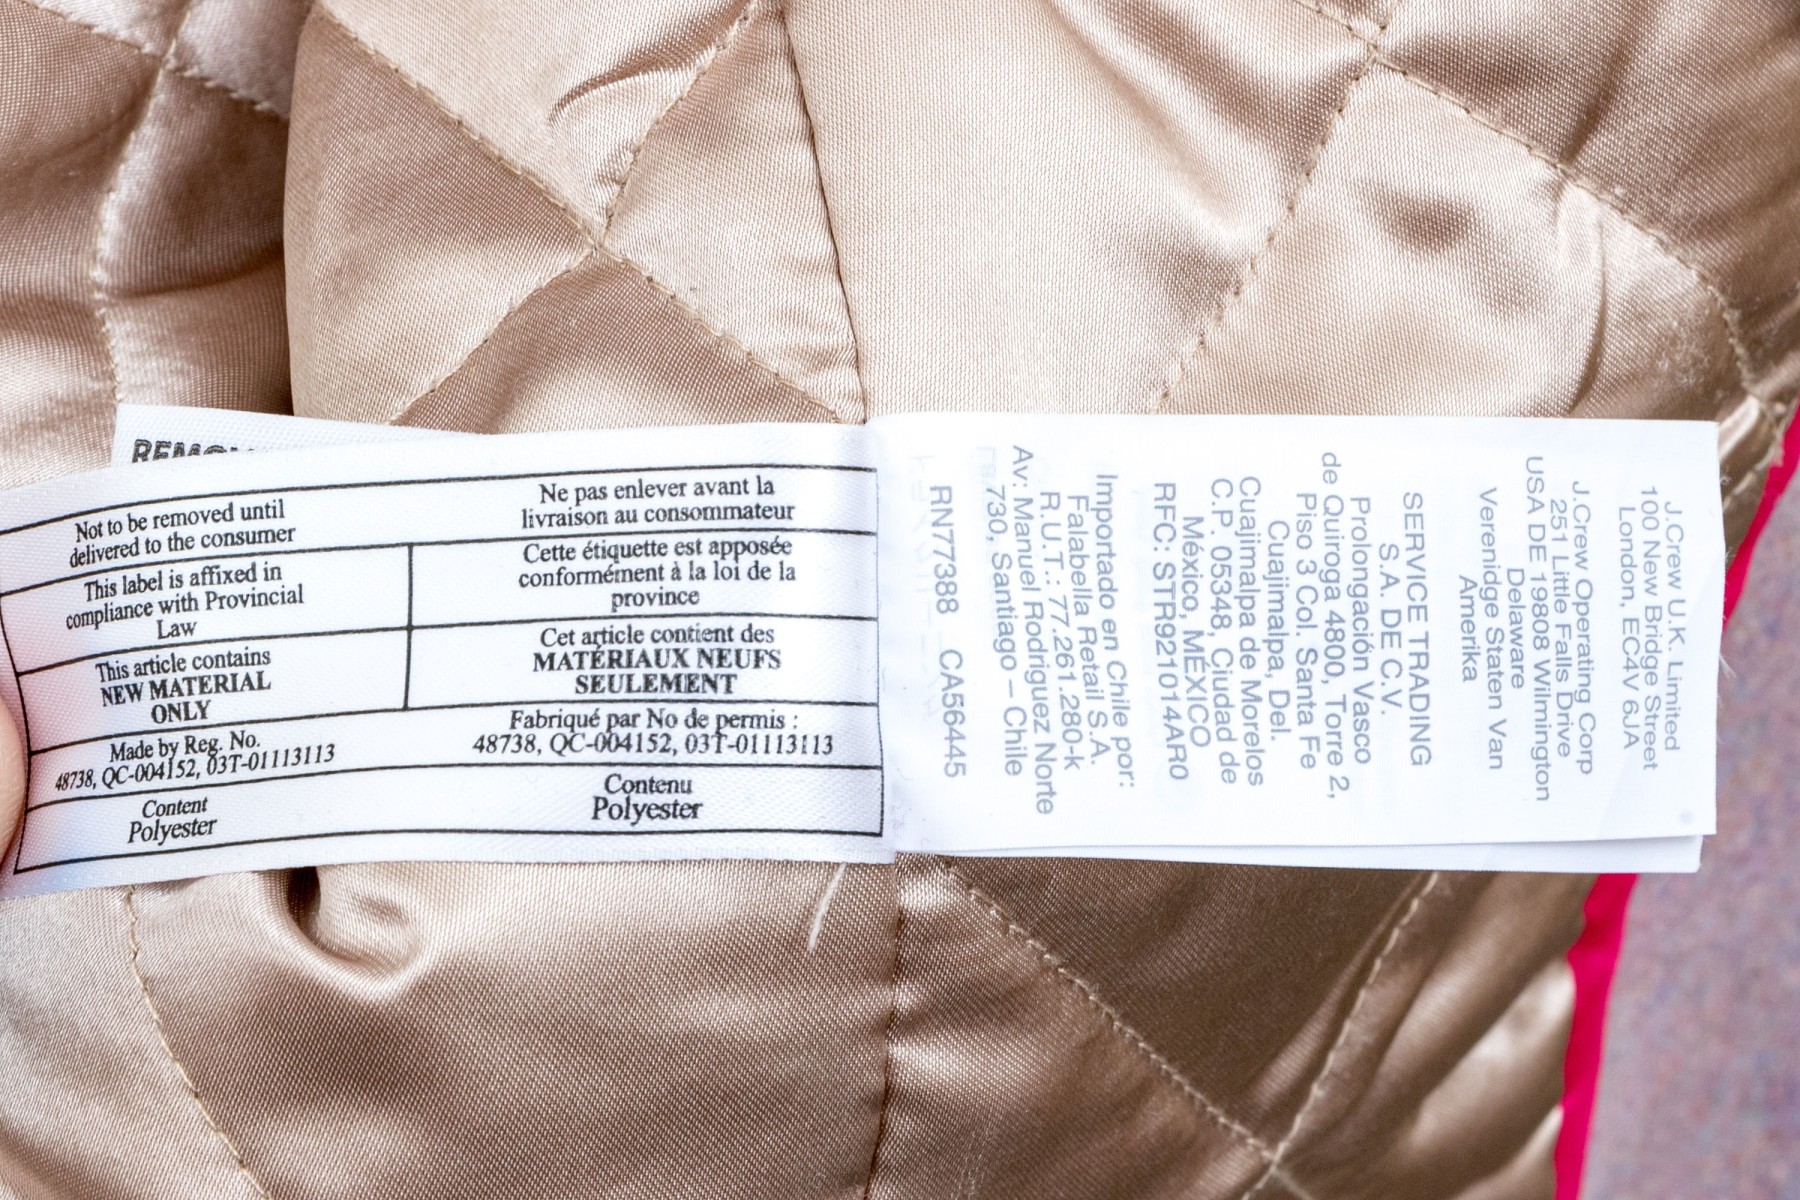 Not to be removed until
delivered to the consumer
Ne pas enlever avant la
livraison au consommateur
This label is affixed in
compliance with Provincial
Law
Cette étiquette est apposée
conformément à la loi de la
province
This article contains
NEW MATERIAL
ONLY
Cet article contient des
MATÉRIAUX NEUFS
SEULEMENT
Made by Reg. No.
48738, QC-004152, 03T-01113113
Fabriqué par No de permis :
48738, QC-004152, 03T-01113113
Content
Polyester
Contenu
Polyester
J.Crew U.K. Limited
100 New Bridge Street
London, EC4V 6JA
J.Crew Operating Corp
251 Little Falls Drive
USA DE 19808 Wilmington
Delaware
Verenidge Staten Van
Amerika
SERVICE TRADING
S.A. DE C.V.
Prolongación Vasco
de Quiroga 4800, Torre 2,
Piso 3 Col. Santa Fe
Cuajimalpa, Del.
Cuajimalpa de Morelos
C.P. 05348, Ciudad de
México, MÉXICO
RFC: STR921014AR0
Importado en Chile por:
Falabella Retail S.A.
R.U.T.: 77.261.280-k
Av: Manuel Rodriguez Norte
730, Santiago – Chile
RN77388 CA56445